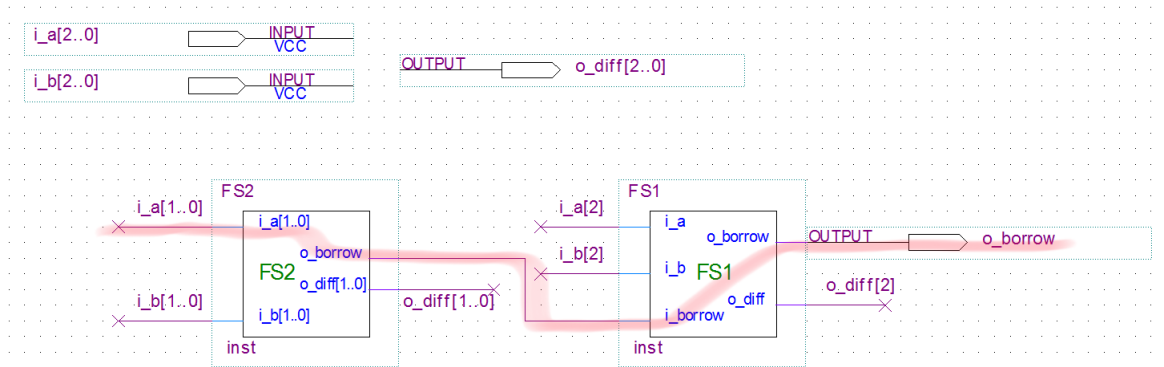 i_a[2..0] INPUT
VCC
i_b[2..0] INPUT
VCC
OUTPUT o_diff[2..0]
FS2
i_a[1..0]
i_a[1..0]
o_borrow
FS2
o_diff[1..0]
o_diff[1..0]
i_b[1..0]
i_b[1..0]
inst
FS1
i_a[2]
i_a
o_borrow
OUTPUT o_borrow
i_b[2]
i_b
FS1
o_diff
o_diff[2]
i_borrow
inst